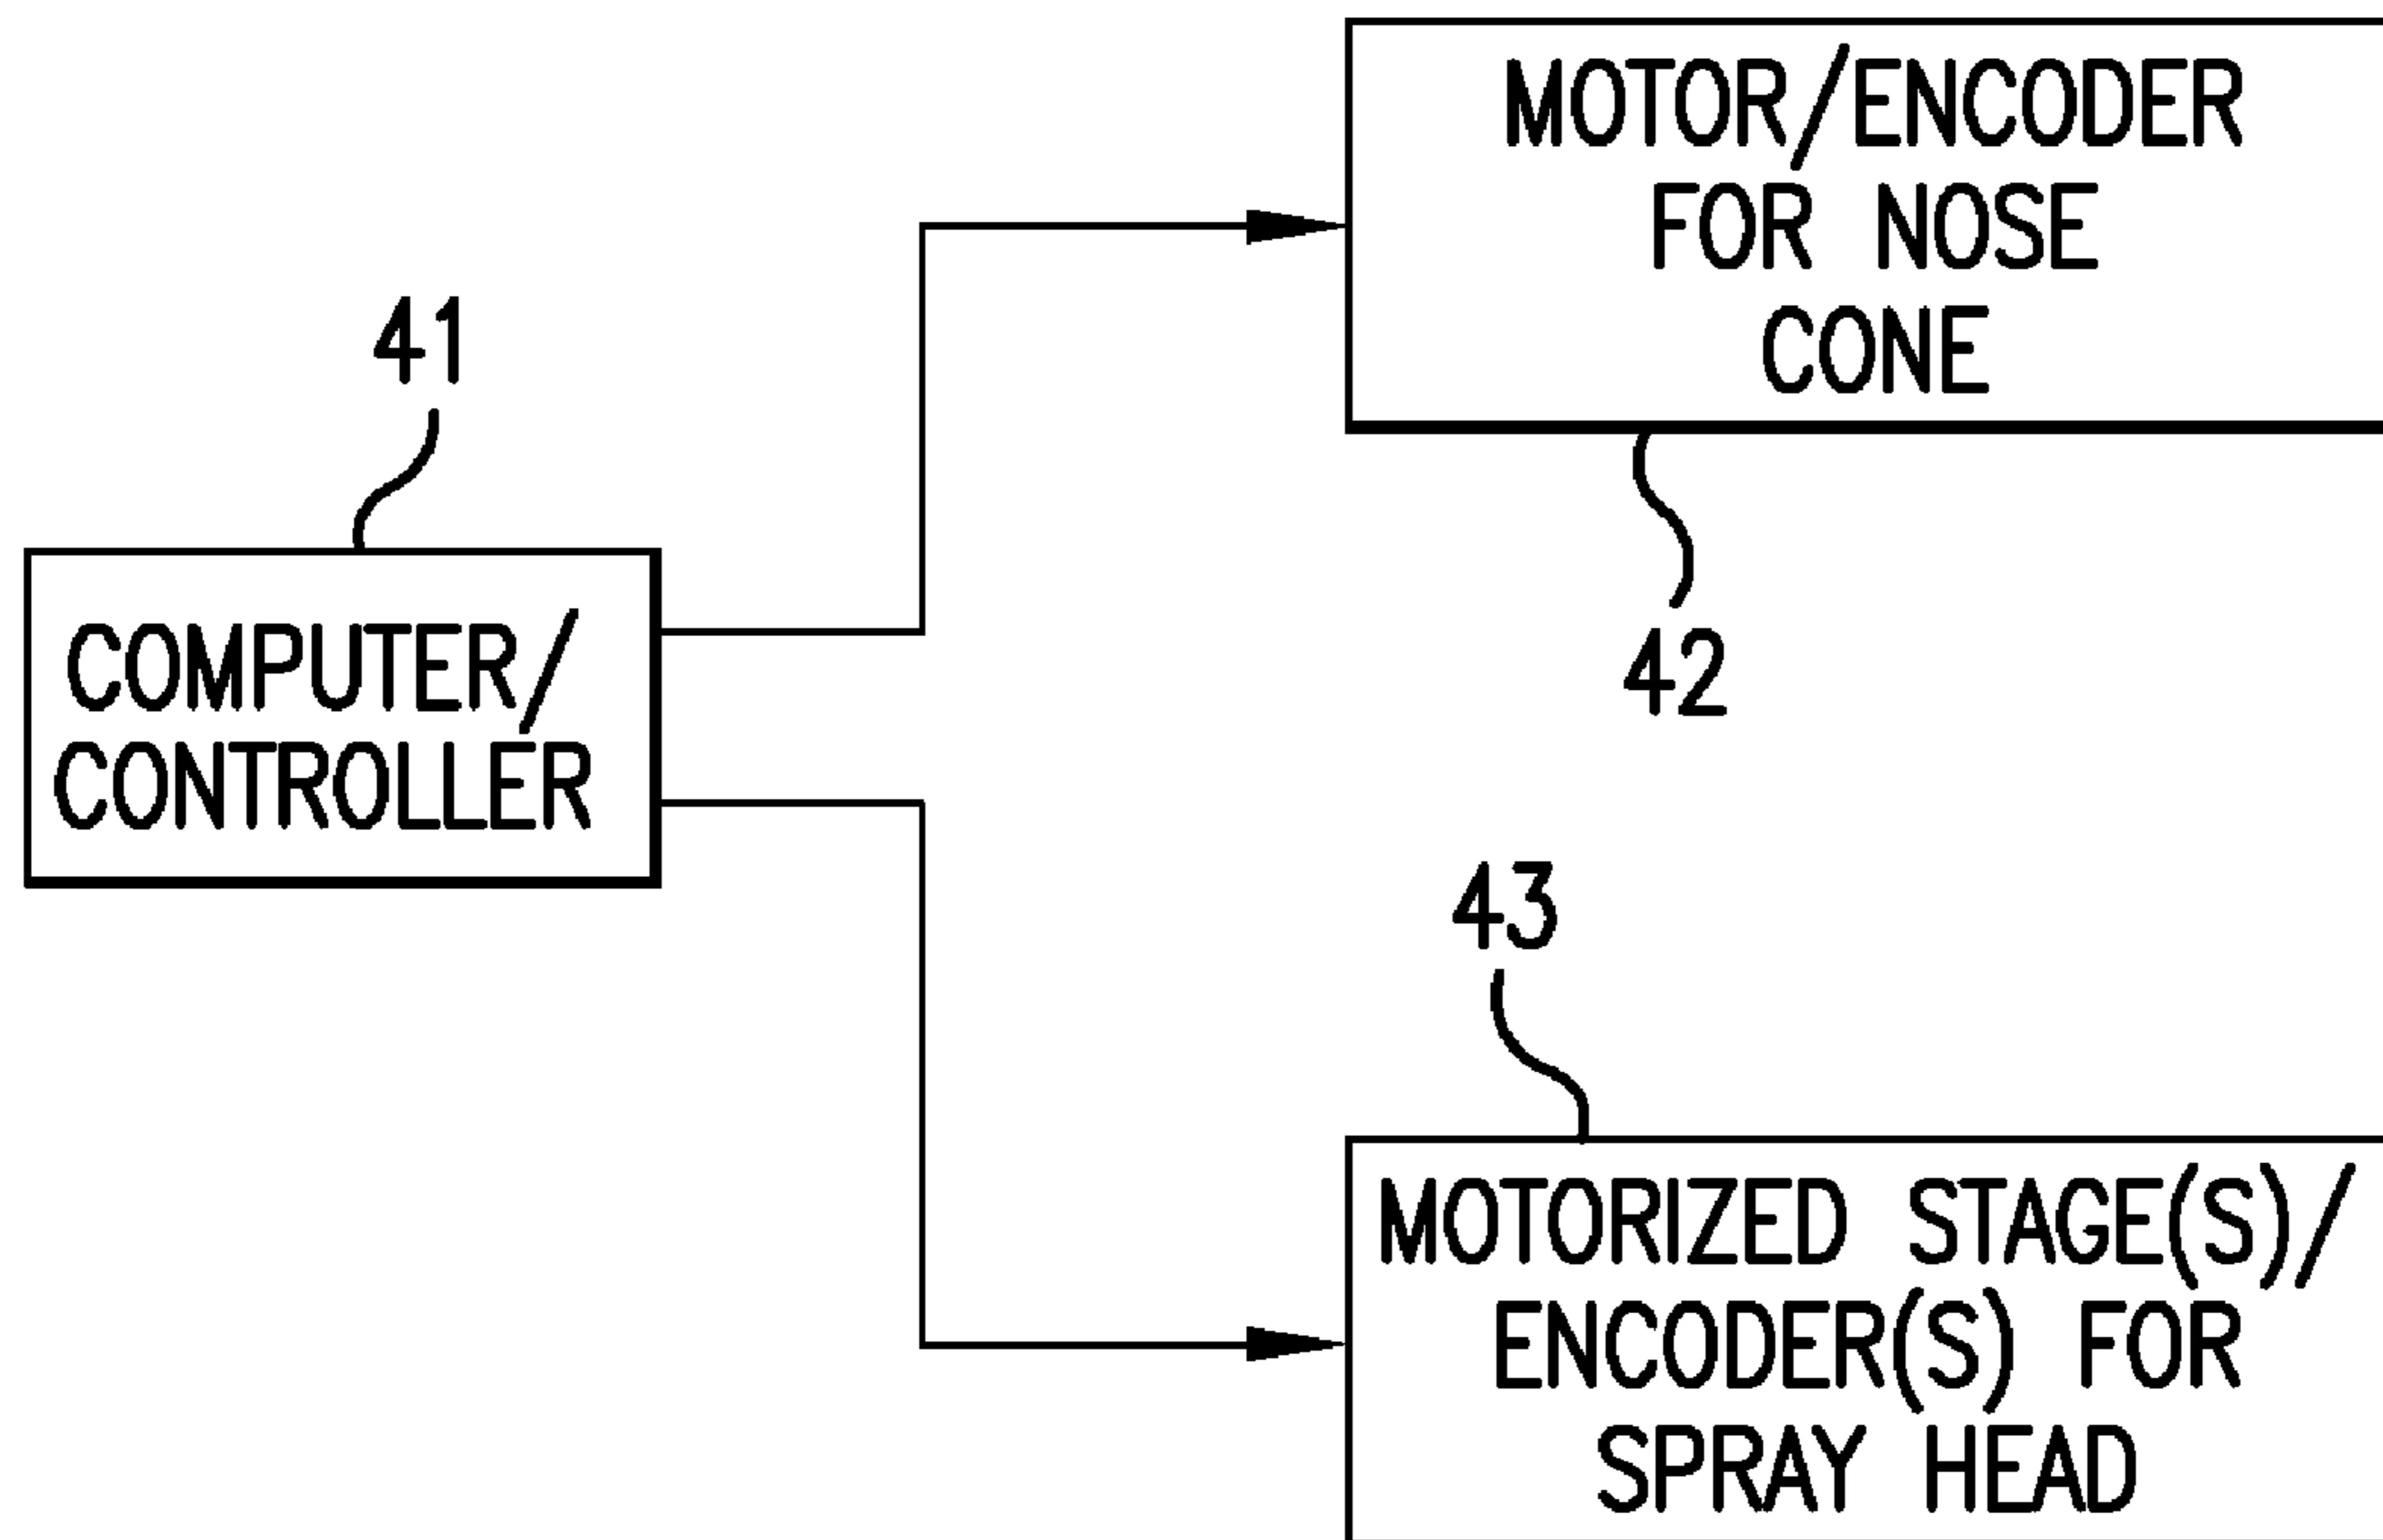 MOTOR/ENCODER
FOR NOSE
CONE
41
COMPUTER/
CONTROLLER
42
43
MOTORIZED STAGE(S)/
ENCODER(S) FOR
SPRAY HEAD